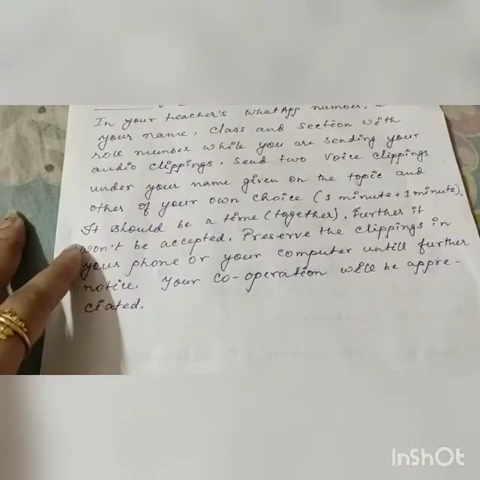 In your teacher's WhatApp number,
your name, class and section with
role number while you are sending your
audio clippings. Send two voice clippings
under your name given on the topic and
other of your own choice (1 minute + 1 minute).
It should be a time (together). Further it
won't be accepted. Preserve the clippings in
your phone or your computer untill further
notice. Your co-operation will be appre-
ciated.
InShOt